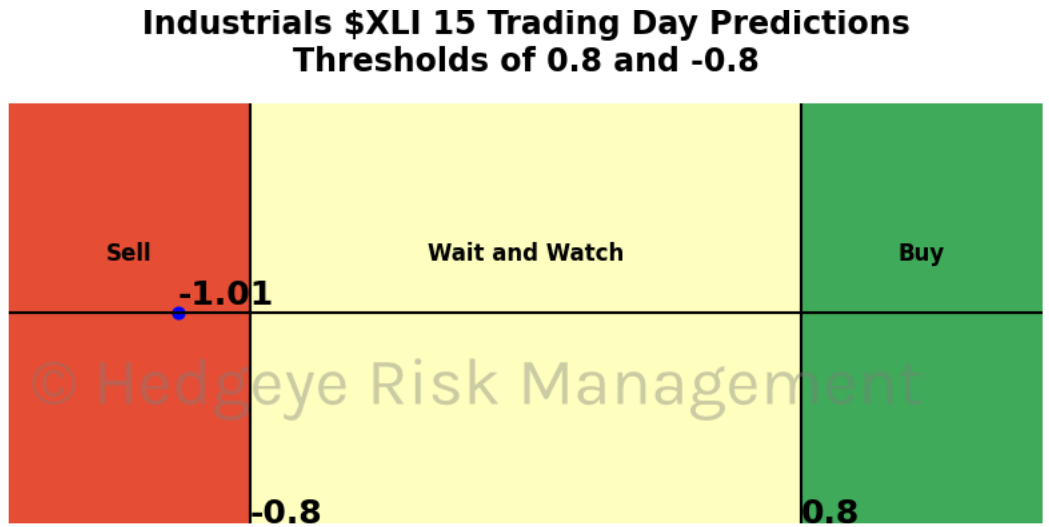 Industrials $XLI 15 Trading Day Predictions
Thresholds of 0.8 and -0.8
Sell
Wait and Watch
Buy
-1.01
© Hedgeye Risk Management
-0.8
0.8